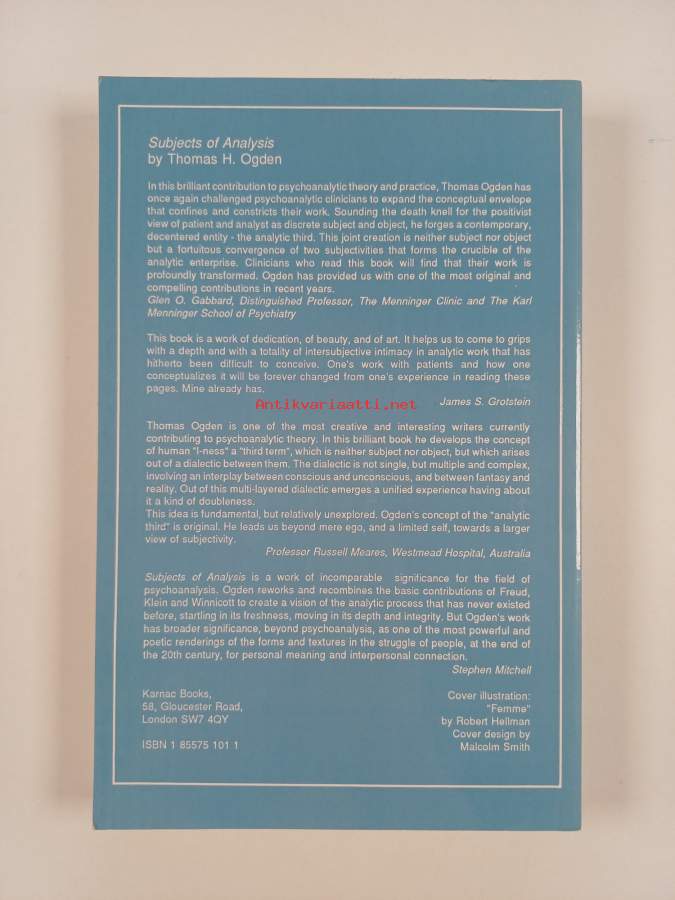 Subjects of Analysis
by Thomas H. Ogden
In this brilliant contribution to psychoanalytic theory and practice, Thomas Ogden has
once again challenged psychoanalytic clinicians to expand the conceptual envelope
that confines and constricts their work. Sounding the death knell for the positivist
view of patient and analyst as discrete subject and object, he forges a contemporary,
decentered entity - the analytic third. This joint creation is neither subject nor object
but a fortuitous convergence of two subjectivities that forms the crucible of the
analytic enterprise. Clinicians who read this book will find that their work is
profoundly transformed. Ogden has provided us with one of the most original and
compelling contributions in recent years.
Glen O. Gabbard, Distinguished Professor, The Menninger Clinic and The Karl
Menninger School of Psychiatry
This book is a work of dedication, of beauty, and of art. It helps us to come to grips
with a depth and with a totality of intersubjective intimacy in analytic work that has
hitherto been difficult to conceive. One's work with patients and how one
conceptualizes it will be forever changed from one's experience in reading these
pages. Mine already has.
Antikvariaatti.net
James S. Grotstein
Thomas Ogden is one of the most creative and interesting writers currently
contributing to psychoanalytic theory. In this brilliant book he develops the concept
of human "I-ness" a "third term", which is neither subject nor object, but which arises
out of a dialectic between them. The dialectic is not single, but multiple and complex,
involving an interplay between conscious and unconscious, and between fantasy and
reality. Out of this multi-layered dialectic emerges a unified experience having about
it a kind of doubleness.
This idea is fundamental, but relatively unexplored. Ogden's concept of the "analytic
third" is original. He leads us beyond mere ego, and a limited self, towards a larger
view of subjectivity.
Professor Russell Meares, Westmead Hospital, Australia
Subjects of Analysis is a work of incomparable significance for the field of
psychoanalysis. Ogden reworks and recombines the basic contributions of Freud,
Klein and Winnicott to create a vision of the analytic process that has never existed
before, startling in its freshness, moving in its depth and integrity. But Ogden's work
has broader significance, beyond psychoanalysis, as one of the most powerful and
poetic renderings of the forms and textures in the struggle of people, at the end of
the 20th century, for personal meaning and interpersonal connection.
Stephen Mitchell
Karnac Books,
58, Gloucester Road,
London SW7 4QY
ISBN 1 85575 101 1
Cover illustration:
"Femme"
by Robert Hellman
Cover design by
Malcolm Smith